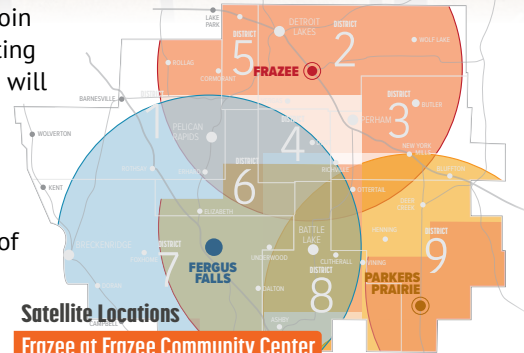 oin
ting
will
of
LAKE
PARK
DISTRICT
5
DETROIT
LAKES
DISTRICT
2
WOLF LAKE
ROLLAG
CORMORANT
FRAZEE
BARNESVILLE
DISTRICT
1
DISTRICT
3
BUTLER
PERHAM
WOLVERTON
PELICAN
RAPIDS
DISTRICT
4
NEW YORK
MILLS
BLUFFTON
RICHVILLE
KENT
DISTRICT
6
OTTERTAIL
ELIZABETH
DEER
CREEK
BRECKENRIDGE
DISTRICT
7
FERGUS
FALLS
UNDERWOOD
BATTLE
LAKE
CLITHERALL
VINING
HENNING
DISTRICT
9
DISTRICT
8
PARKERS
PRAIRIE
DALTON
ASHBY
CAMPBELL
Satellite Locations
Frazee at Frazee Community Center